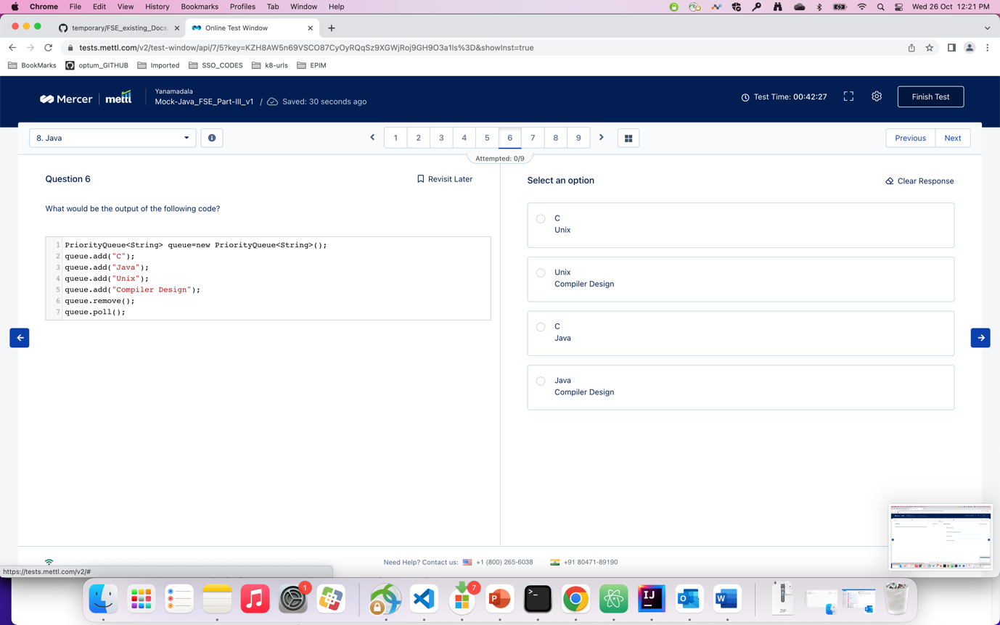 Chrome File Edit View History Bookmarks Profiles Tab Window Help Wed 26 Oct 12:21 PM
temporary/FSE_existing_Docs. Online Test Window
tests.mettl.com/v2/test-window/api/7/5?key=KZH8AW5n69VSCO87CyOyRQqSz9XGWjRoj9GH9O3a1ls%3D&showInst=true
BookMarks optum_GITHUB Imported SSO_CODES k8-urls EPIM
Mercer mettl
Yanamadala
Mock-Java_FSE_Part-III_v1 / Saved: 30 seconds ago
Test Time: 00:42:27 Finish Test
8. Java 1 2 3 4 5 6 7 8 9 Previous Next
Attempted: 0/9
Question 6 Revisit Later
What would be the output of the following code?
1 PriorityQueue<String> queue=new PriorityQueue<String>();
2 queue.add("C");
3 queue.add("Java");
4 queue.add("Unix");
5 queue.add("Compiler Design");
6 queue.remove();
7 queue.poll();
Select an option Clear Response
C
Unix
Unix
Compiler Design
C
Java
Java
Compiler Design
Need Help? Contact us: +1 (800) 265-6038 +91 80471-89190
https://tests.mettl.com/v2/#
1
7
ZIP